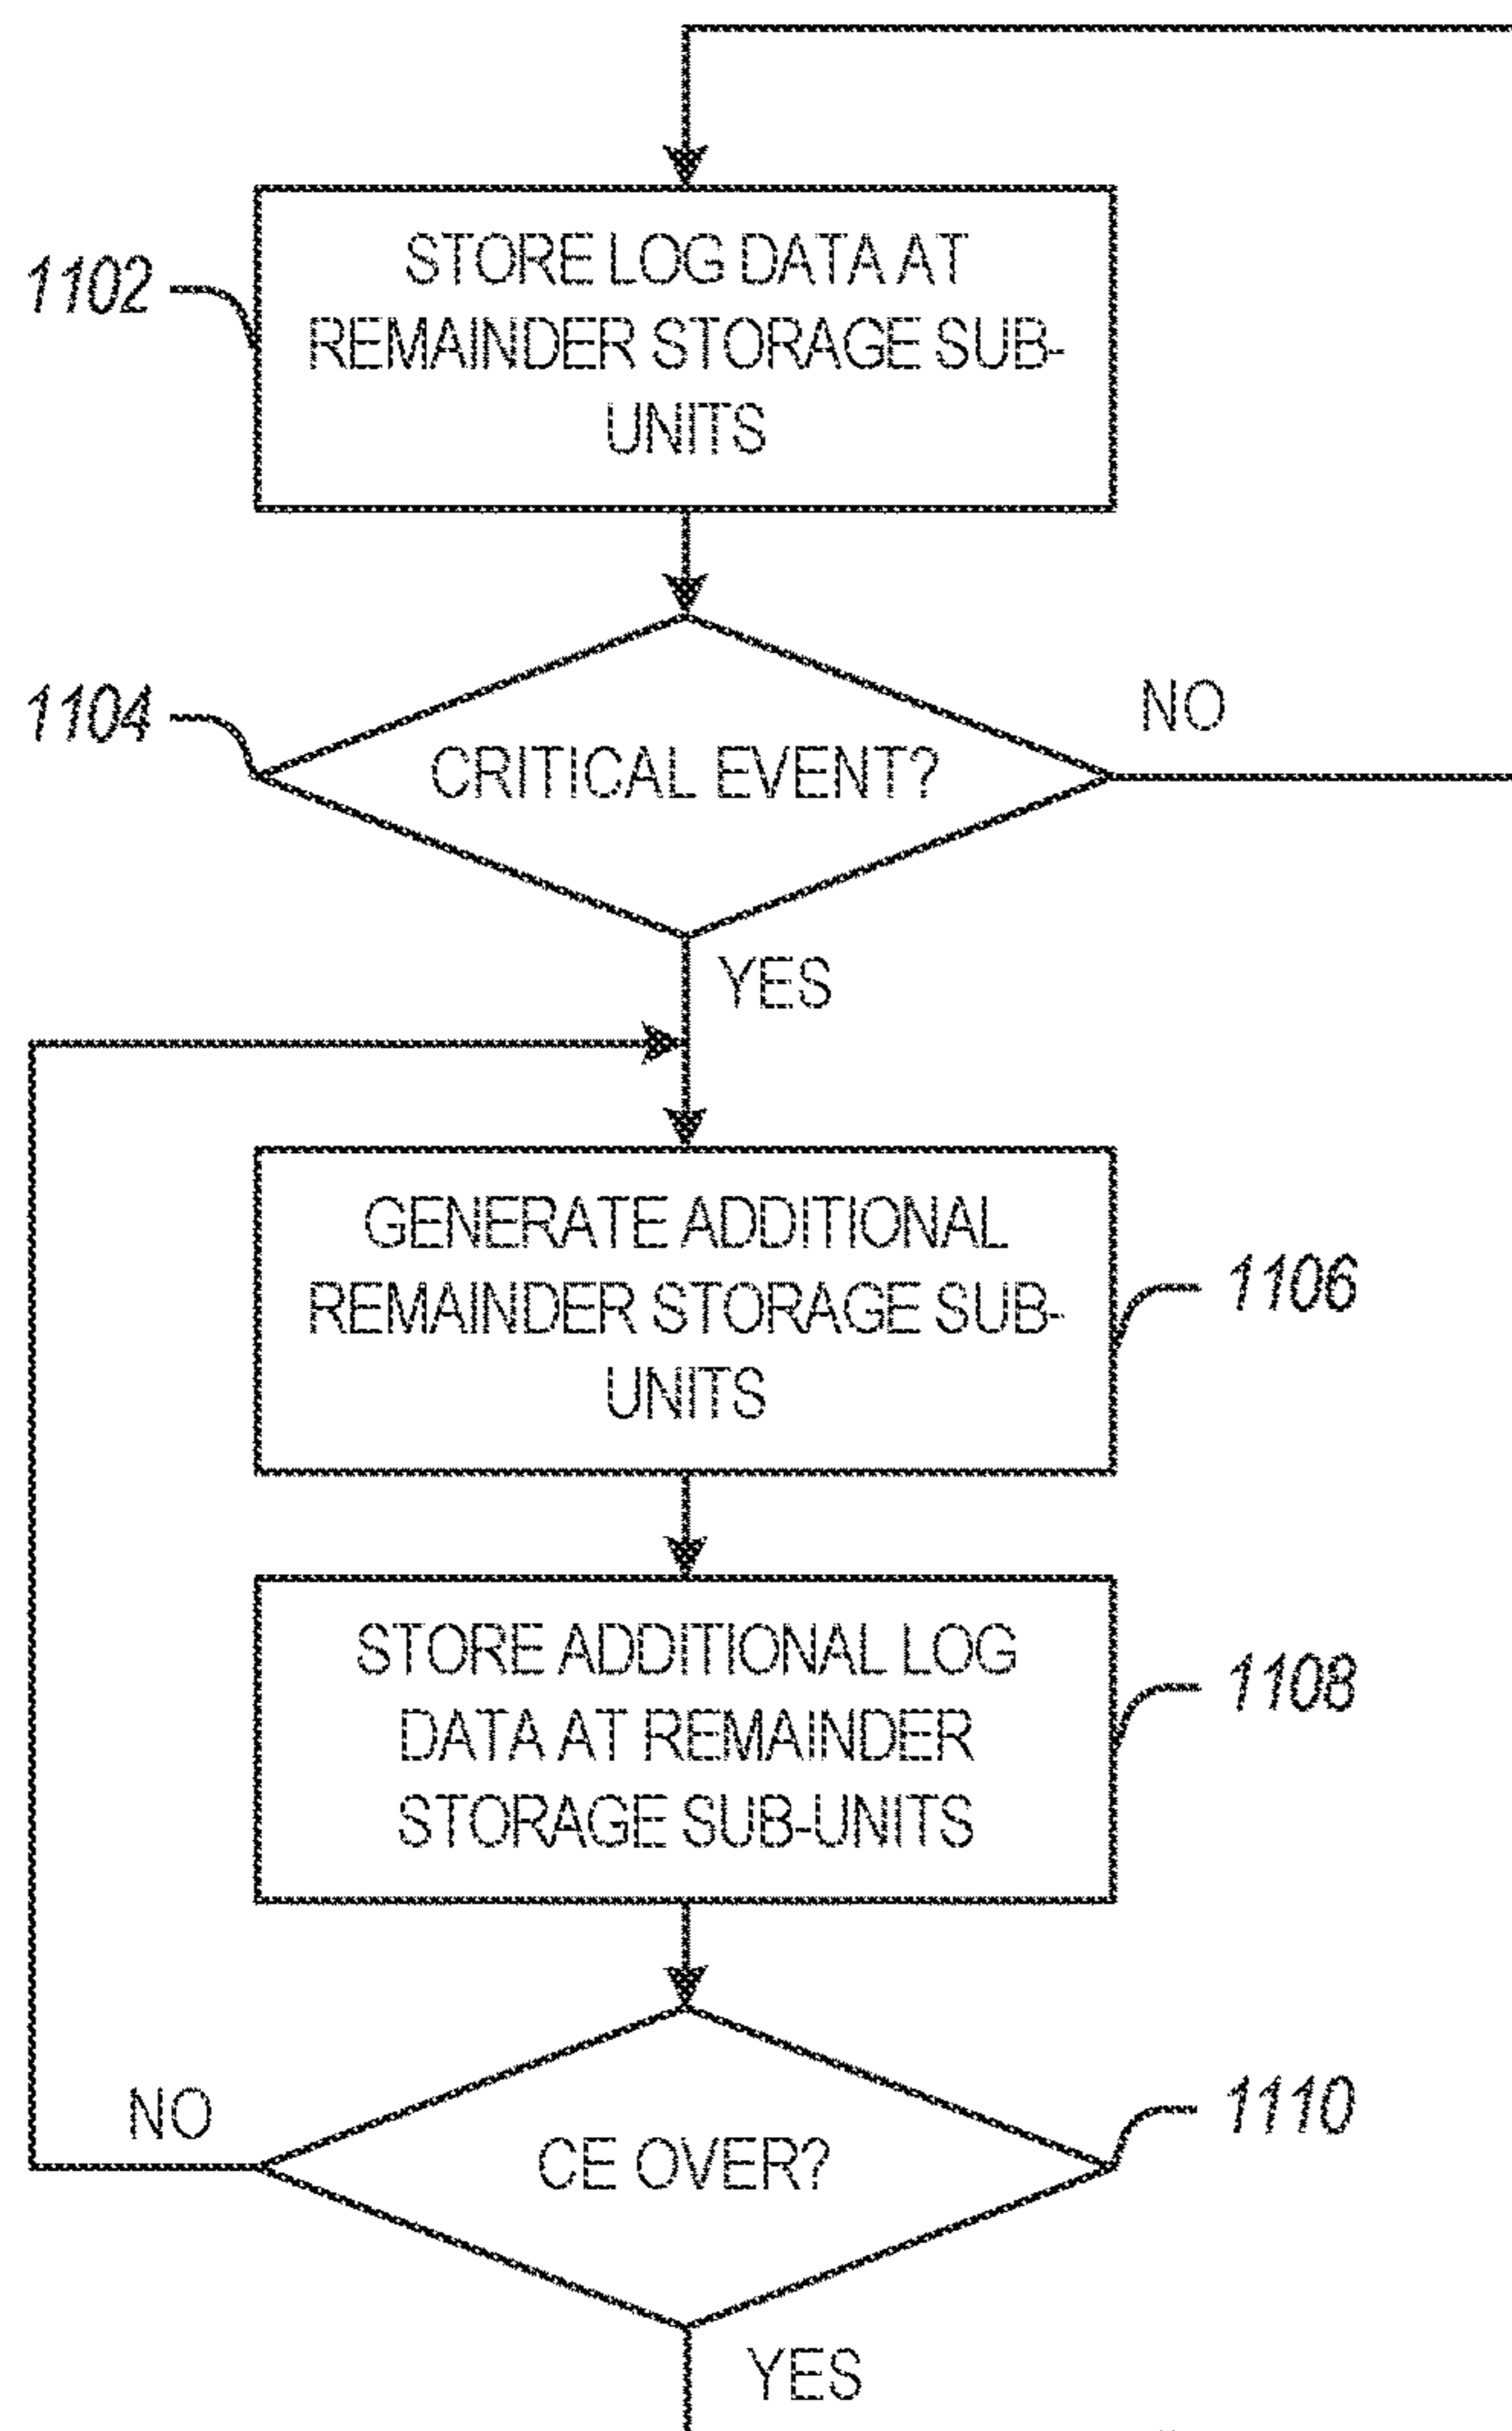 STORE LOG DATA AT
REMAINDER STORAGE SUB-
UNITS
1102
1104
CRITICAL EVENT?
NO
YES
GENERATE ADDITIONAL
REMAINDER STORAGE SUB-
UNITS
1106
STORE ADDITIONAL LOG
DATA AT REMAINDER
STORAGE SUB-UNITS
1108
NO
CE OVER?
1110
YES